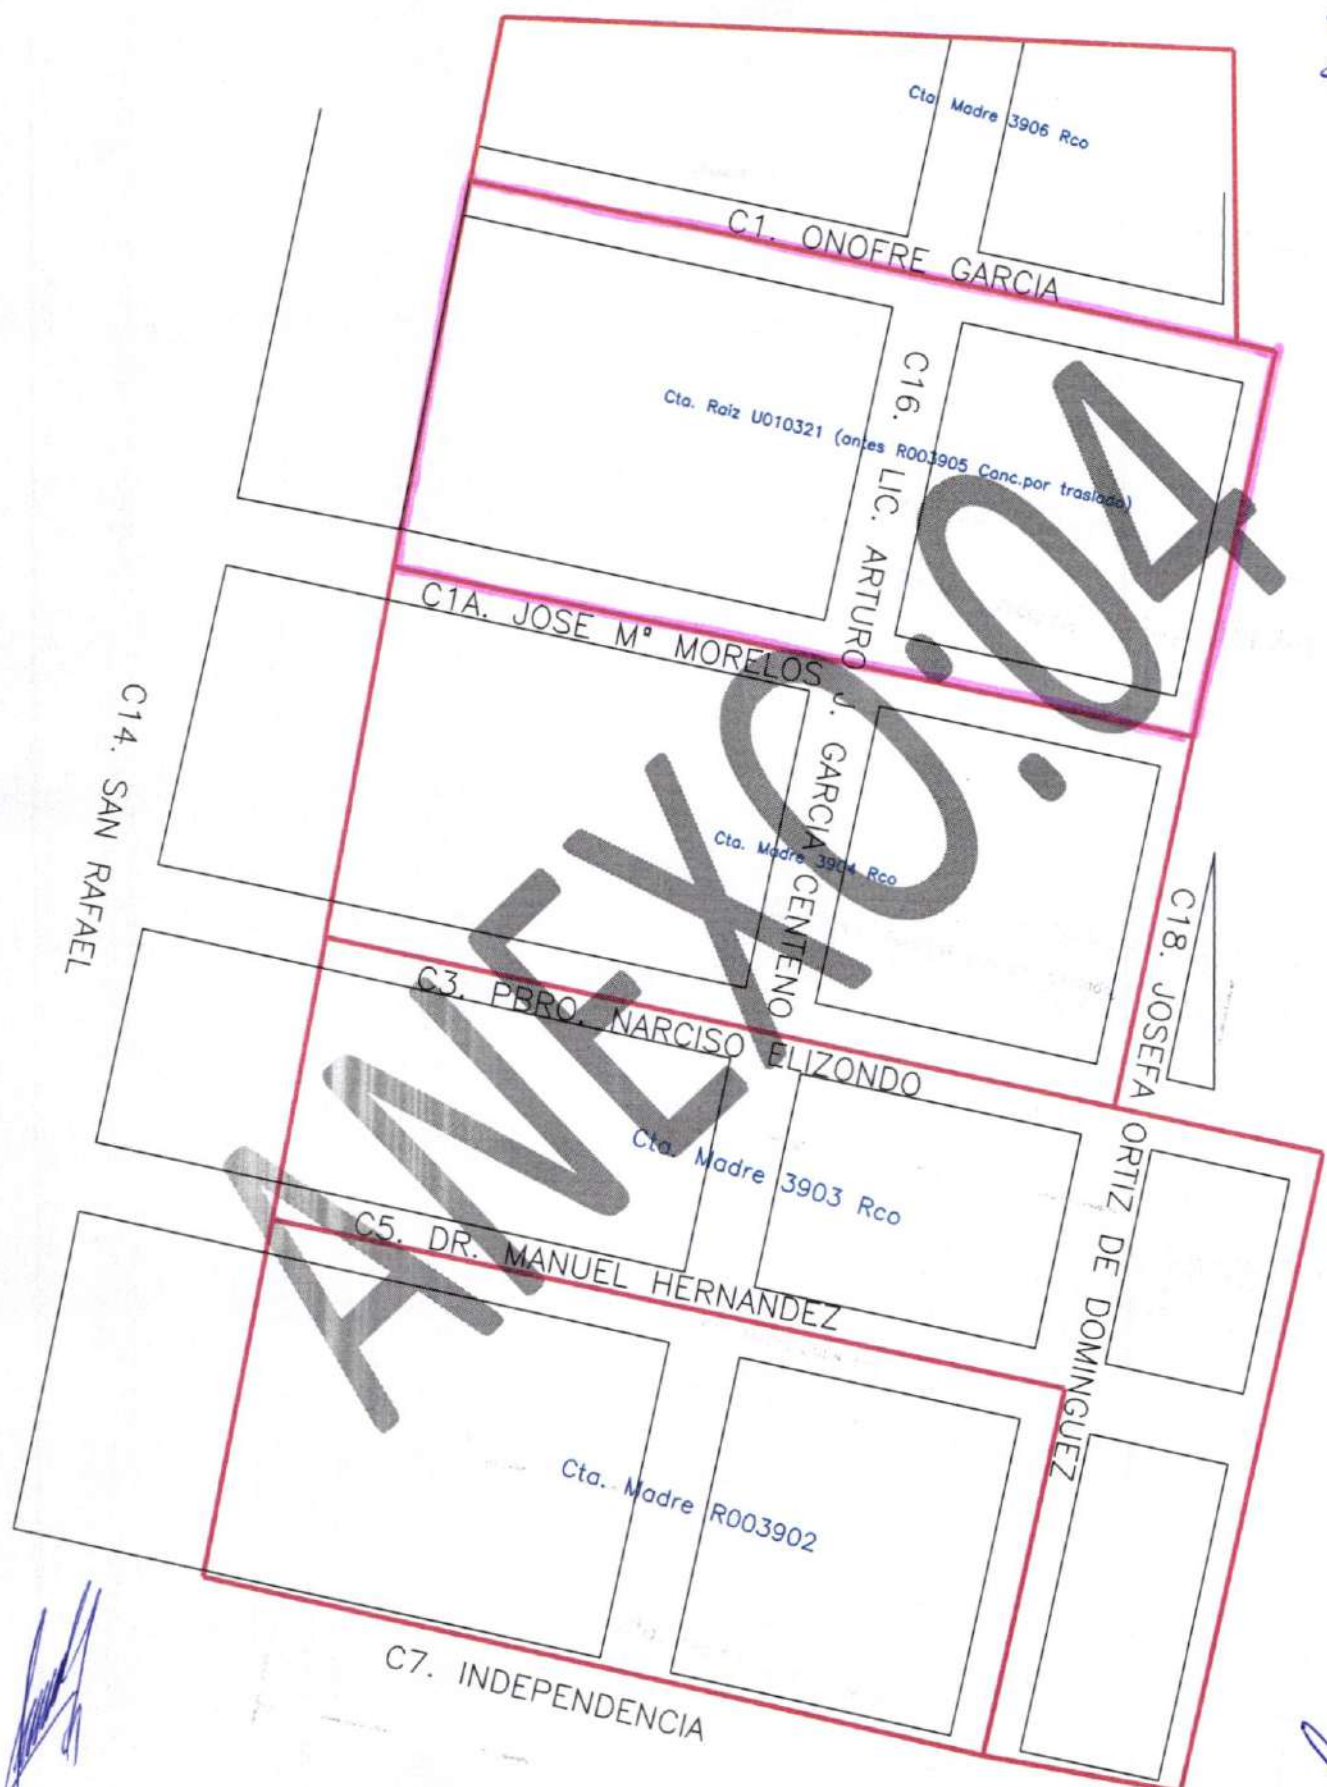 Cta. Madre 3906 Rco
C1. ONOFRE GARCIA
Cta. Raiz U010321 (antes R003905 Canc.por traslado)
C16. LIC. ARTURO J. GARCIA CENTENO
C1A. JOSE Mª MORELOS
C14. SAN RAFAEL
Cta. Madre 3904 Rco
C18. JOSEFA ORTIZ DE DOMINGUEZ
C3. PBRO. NARCISO ELIZONDO
Cta. Madre 3903 Rco
C5. DR. MANUEL HERNANDEZ
Cta. Madre R003902
C7. INDEPENDENCIA
ANEXO:04